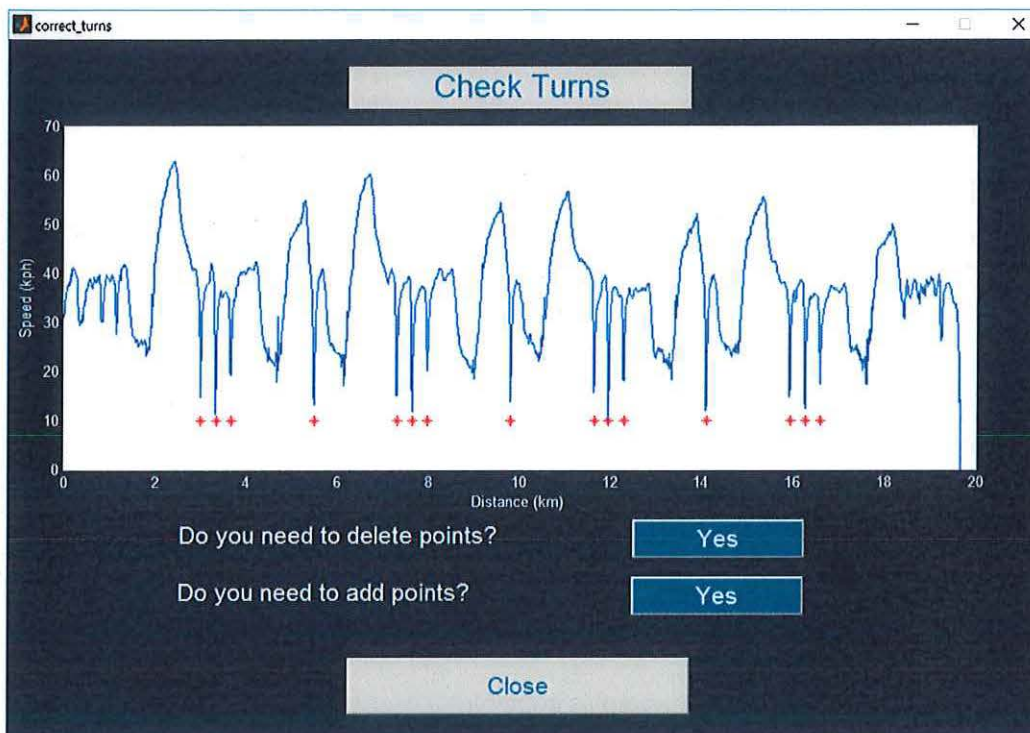 correct_turns
Check Turns
70
60
50
40
30
20
10
0
Speed (kph)
0 2 4 6 8 10 12 14 16 18 20
Distance (km)
Do you need to delete points? Yes
Do you need to add points? Yes
Close